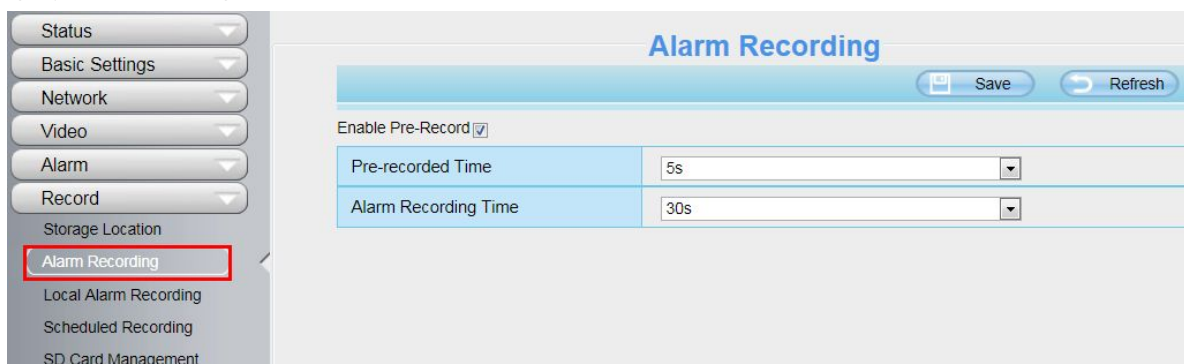 Status
Basic Settings
Network
Video
Alarm
Record
Storage Location
Alarm Recording
Local Alarm Recording
Scheduled Recording
SD Card Management
Alarm Recording
Save Refresh
Enable Pre-Record
Pre-recorded Time 5s
Alarm Recording Time 30s